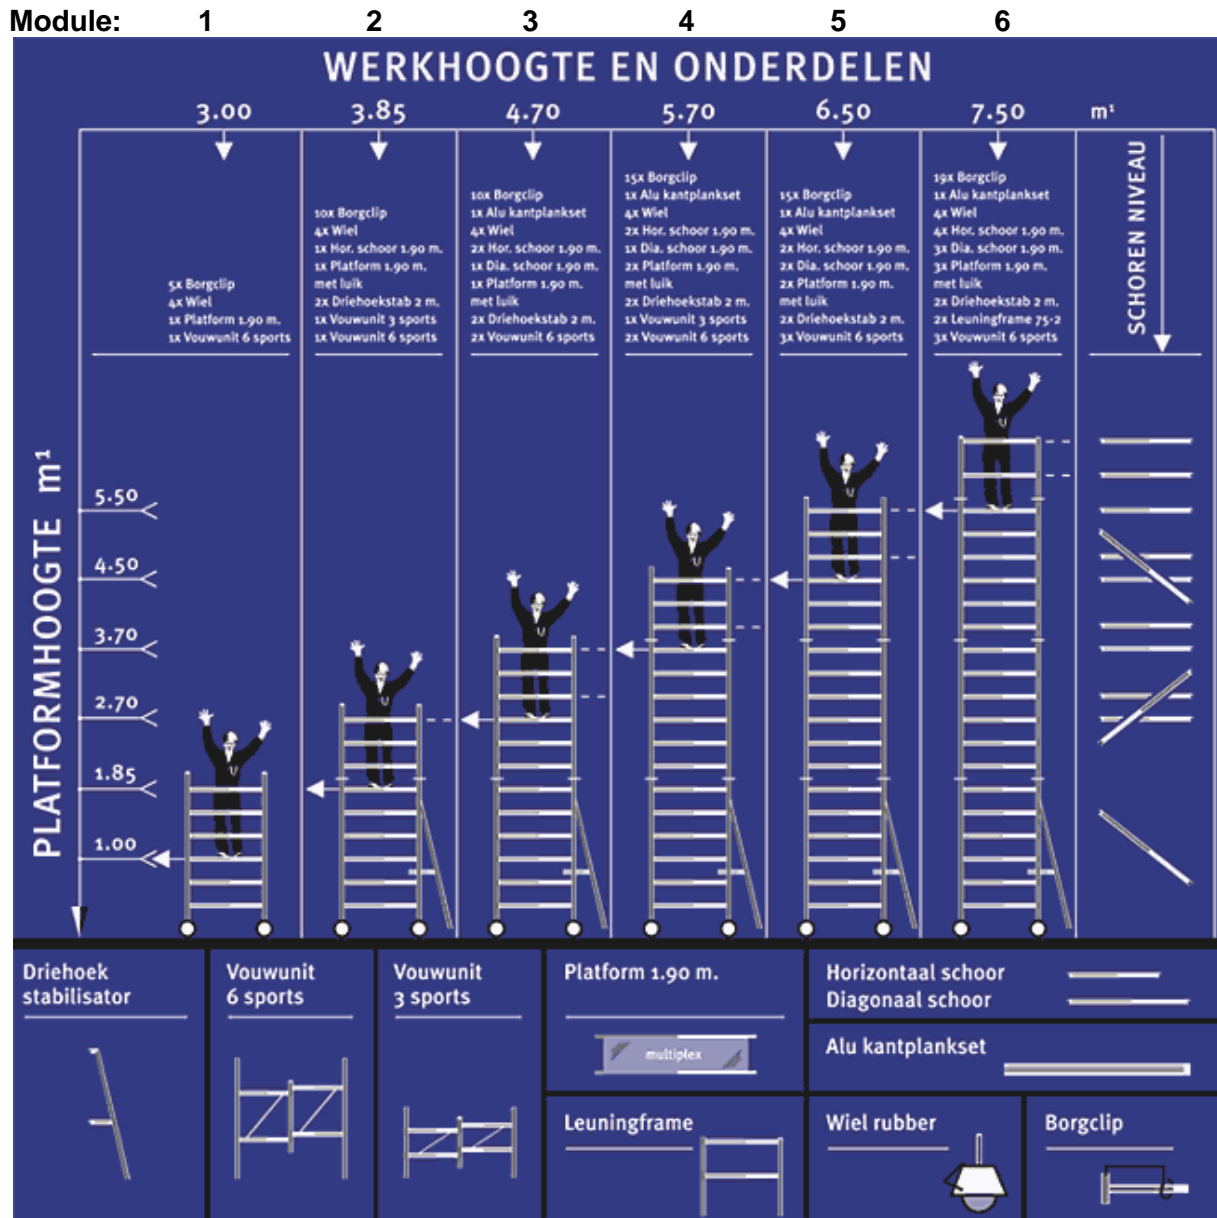 Module: 1 2 3 4 5 6
WERKHOOGTE EN ONDERDELEN
3.00 3.85 4.70 5.70 6.50 7.50 m¹
5x Borgclip
4x Wiel
1x Platform 1.90 m.
1x Vouwunit 6 sports
10x Borgclip
4x Wiel
1x Hor. schoor 1.90 m.
1x Platform 1.90 m.
met luik
2x Driehoekstab 2 m.
1x Vouwunit 3 sports
1x Vouwunit 6 sports
10x Borgclip
1x Alu kantplankset
4x Wiel
2x Hor. schoor 1.90 m.
1x Dia. schoor 1.90 m.
1x Platform 1.90 m.
met luik
2x Driehoekstab 2 m.
2x Vouwunit 6 sports
15x Borgclip
1x Alu kantplankset
4x Wiel
2x Hor. schoor 1.90 m.
1x Dia. schoor 1.90 m.
2x Platform 1.90 m.
met luik
2x Driehoekstab 2 m.
1x Vouwunit 3 sports
2x Vouwunit 6 sports
15x Borgclip
1x Alu kantplankset
4x Wiel
2x Hor. schoor 1.90 m.
2x Dia. schoor 1.90 m.
2x Platform 1.90 m.
met luik
2x Driehoekstab 2 m.
3x Vouwunit 6 sports
19x Borgclip
1x Alu kantplankset
4x Wiel
4x Hor. schoor 1.90 m.
3x Dia. schoor 1.90 m.
3x Platform 1.90 m.
met luik
2x Driehoekstab 2 m.
2x Leuningframe 75-2
3x Vouwunit 6 sports
SCHOREN NIVEAU
PLATFORMHOOGTE m¹
5.50
4.50
3.70
2.70
1.85
1.00
Driehoek
stabilisator
Vouwunit
6 sports
Vouwunit
3 sports
Platform 1.90 m.
multiplex
Leuningframe
Horizontaal schoor
Diagonaal schoor
Alu kantplankset
Wiel rubber
Borgclip